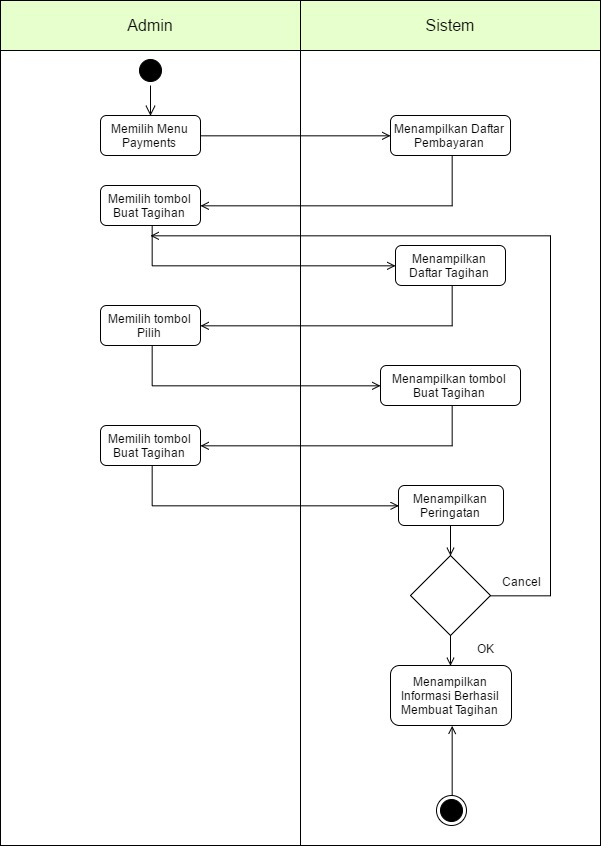 Admin
Sistem
Memilih Menu
Payments
Menampilkan Daftar
Pembayaran
Memilih tombol
Buat Tagihan
Menampilkan
Daftar Tagihan
Memilih tombol
Pilih
Menampilkan tombol
Buat Tagihan
Memilih tombol
Buat Tagihan
Menampilkan
Peringatan
Cancel
OK
Menampilkan
Informasi Berhasil
Membuat Tagihan